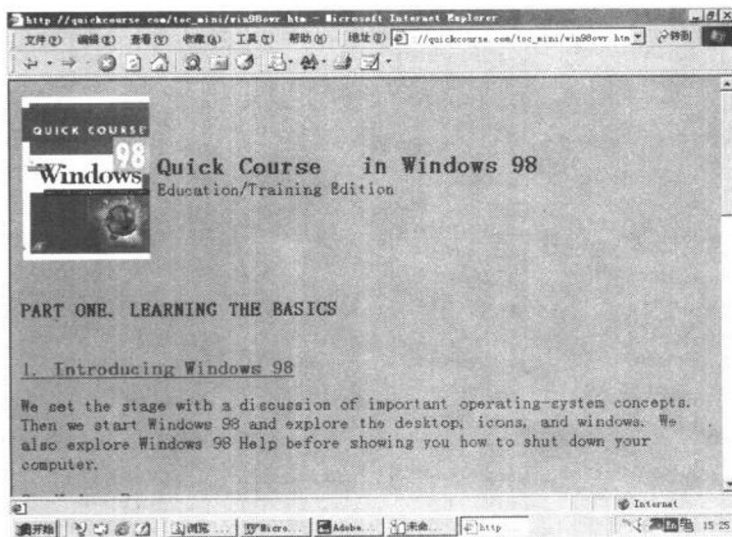 http://quickcourse.com/toc_mini/win98ovr.htm - Microsoft Internet Explorer
文件(F) 编辑(E) 查看(V) 收藏(A) 工具(T) 帮助(H) 地址(D) //quickcourse.com/toc_mini/win98ovr.htm 转到
QUICK COURSE
98
Windows
Quick Course in Windows 98
Education/Training Edition
PART ONE. LEARNING THE BASICS
1. Introducing Windows 98
We set the stage with a discussion of important operating-system concepts.
Then we start Windows 98 and explore the desktop, icons, and windows. We
also explore Windows 98 Help before showing you how to shut down your
computer.
Internet
开始 浏览 ... Micro... Adobe... 未命... http 15:25